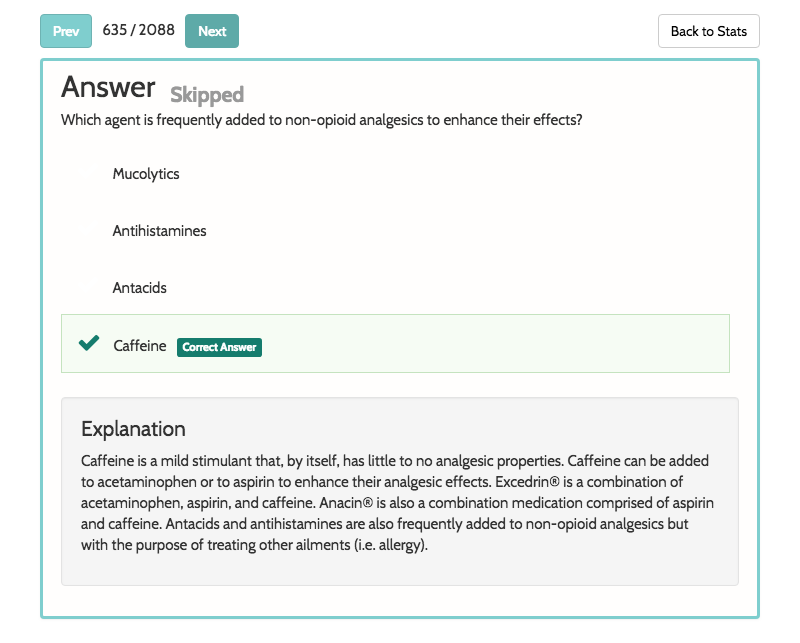 Prev 635 / 2088 Next Back to Stats
Answer Skipped
Which agent is frequently added to non-opioid analgesics to enhance their effects?
Mucolytics
Antihistamines
Antacids
Caffeine Correct Answer
Explanation
Caffeine is a mild stimulant that, by itself, has little to no analgesic properties. Caffeine can be added
to acetaminophen or to aspirin to enhance their analgesic effects. Excedrin® is a combination of
acetaminophen, aspirin, and caffeine. Anacin® is also a combination medication comprised of aspirin
and caffeine. Antacids and antihistamines are also frequently added to non-opioid analgesics but
with the purpose of treating other ailments (i.e. allergy).